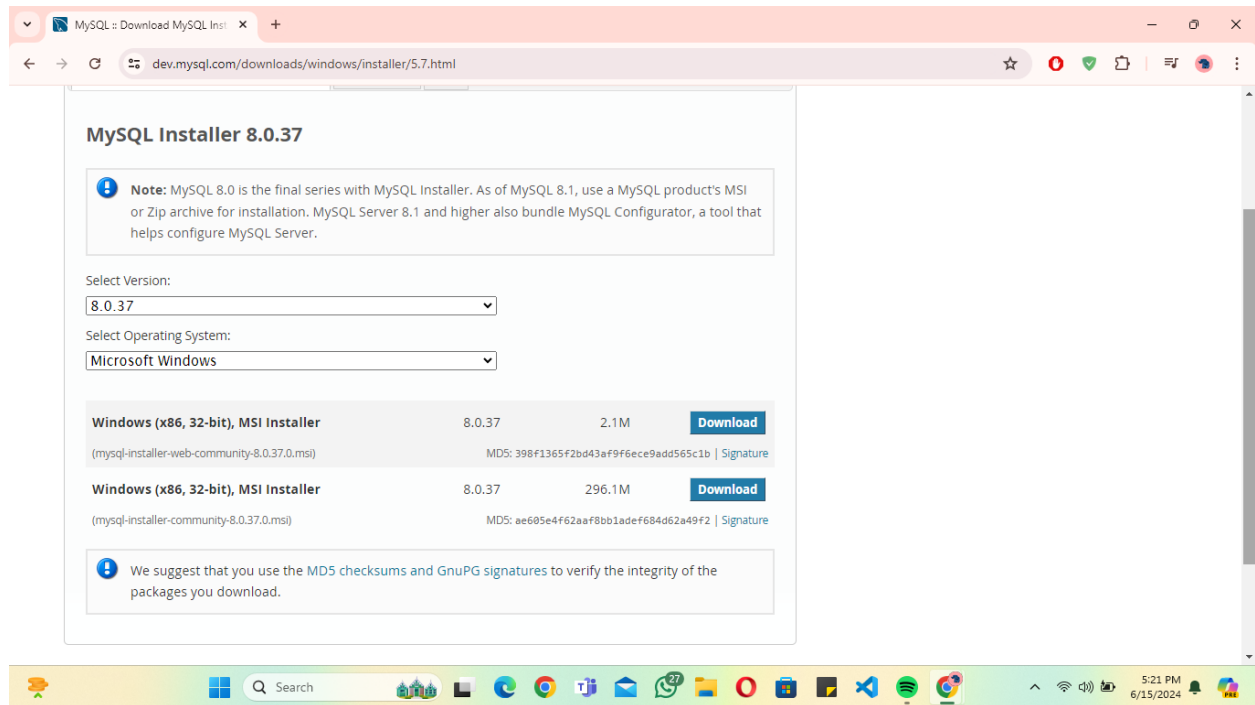 MySQL :: Download MySQL Inst
dev.mysql.com/downloads/windows/installer/5.7.html
MySQL Installer 8.0.37
Note: MySQL 8.0 is the final series with MySQL Installer. As of MySQL 8.1, use a MySQL product's MSI
or Zip archive for installation. MySQL Server 8.1 and higher also bundle MySQL Configurator, a tool that
helps configure MySQL Server.
Select Version:
8.0.37
Select Operating System:
Microsoft Windows
Windows (x86, 32-bit), MSI Installer 8.0.37 2.1M Download
(mysql-installer-web-community-8.0.37.0.msi) MD5: 398f1365f2bd43af9f6ece9add565c1b | Signature
Windows (x86, 32-bit), MSI Installer 8.0.37 296.1M Download
(mysql-installer-community-8.0.37.0.msi) MD5: ae605e4f62aaf8bb1adef684d62a49f2 | Signature
We suggest that you use the MD5 checksums and GnuPG signatures to verify the integrity of the
packages you download.
Search 27 5:21 PM
6/15/2024
PRE